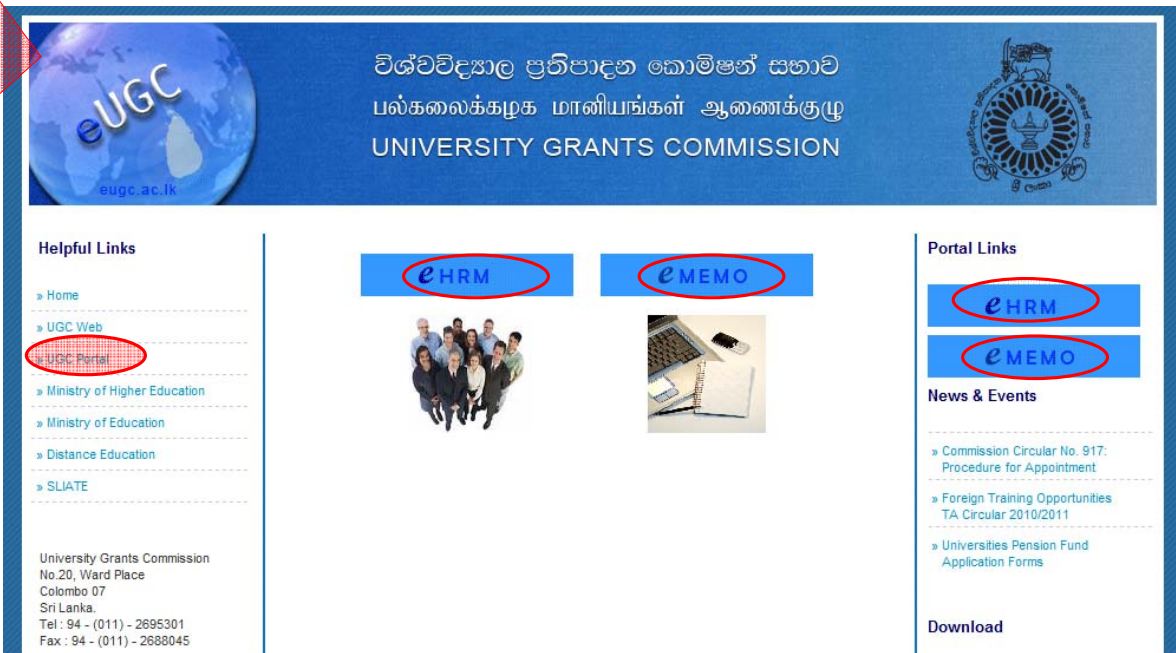 eUGC
eugc.ac.lk
විශ්වවිද්‍යාල ප්‍රතිපාදන කොමිෂන් සභාව
பல்கலைக்கழக மானியங்கள் ஆணைக்குழு
UNIVERSITY GRANTS COMMISSION
ශ්‍රී ලංකා
Helpful Links
» Home
» UGC Web
» UGC Portal
» Ministry of Higher Education
» Ministry of Education
» Distance Education
» SLIATE
University Grants Commission
No.20, Ward Place
Colombo 07
Sri Lanka.
Tel : 94 - (011) - 2695301
Fax : 94 - (011) - 2688045
e HRM
e MEMO
Portal Links
e HRM
e MEMO
News & Events
» Commission Circular No. 917:
Procedure for Appointment
» Foreign Training Opportunities
TA Circular 2010/2011
» Universities Pension Fund
Application Forms
Download